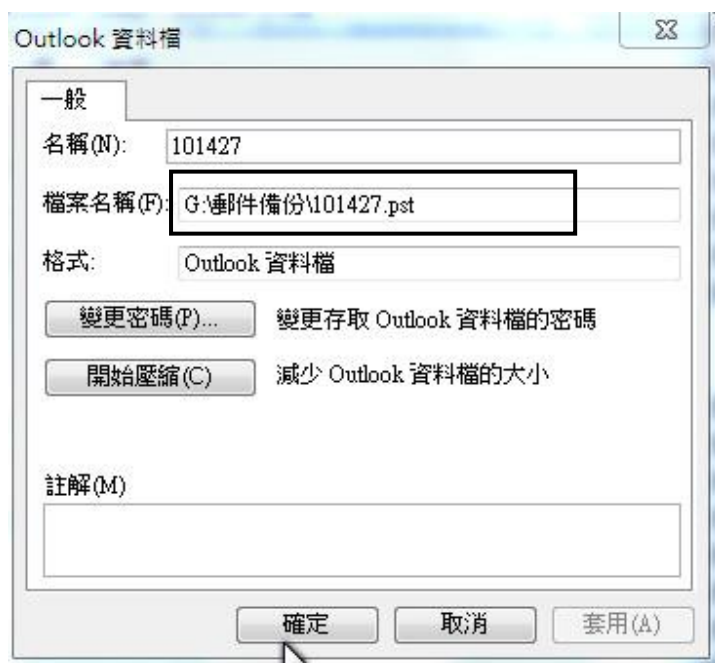 Outlook 資料檔
一般
名稱(N): 101427
檔案名稱(F): G:\郵件備份\101427.pst
格式: Outlook 資料檔
變更密碼(P)... 變更存取 Outlook 資料檔的密碼
開始壓縮(C) 減少 Outlook 資料檔的大小
註解(M)
確定 取消 套用(A)